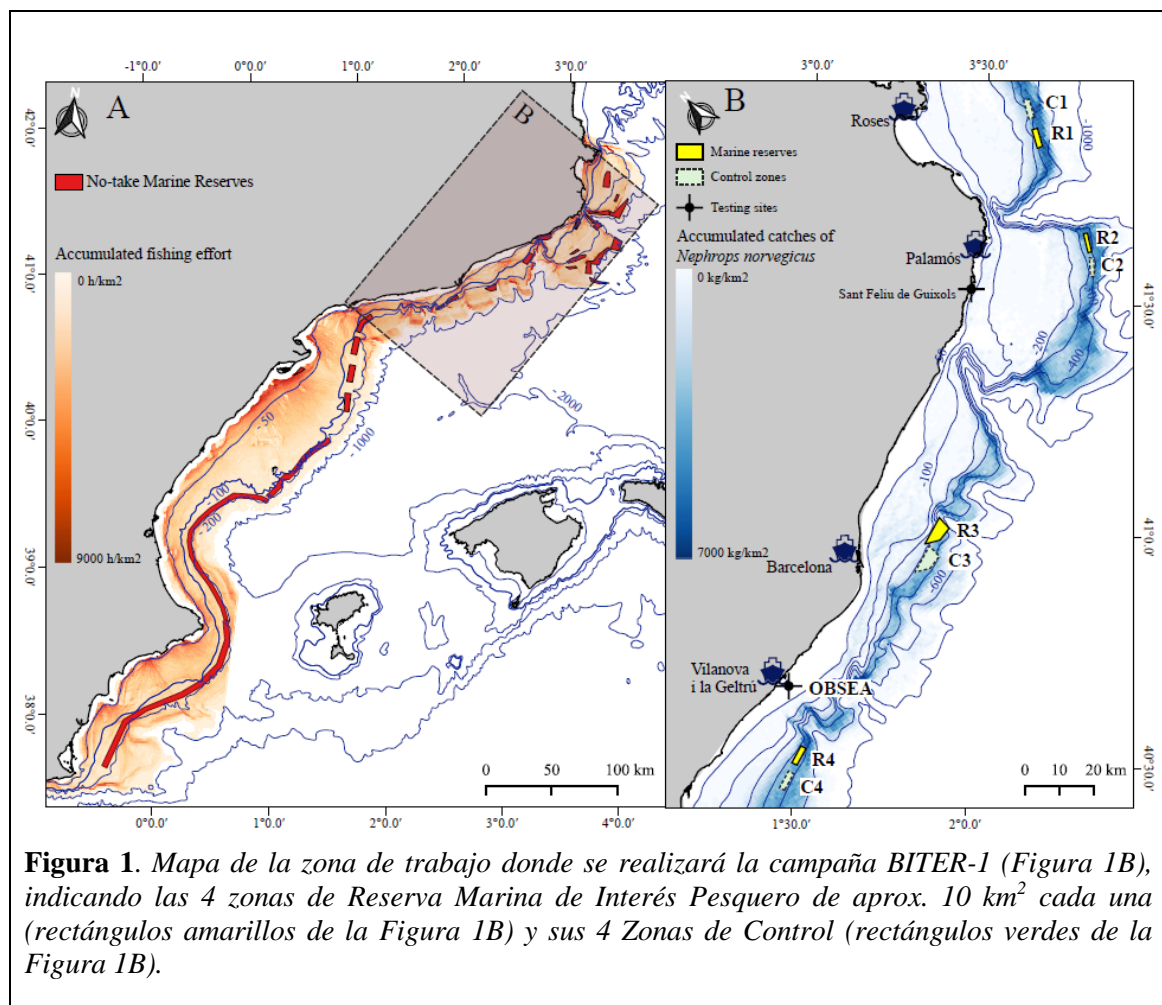 -1°0.0′ 0°0.0′ 1°0.0′ 2°0.0′ 3°0.0′
3°0.0′ 3°30.0′
A
B
No-take Marine Reserves
Accumulated fishing effort
0 h/km2
9000 h/km2
42°0.0′
41°0.0′
40°0.0′
39°0.0′
38°0.0′
-50
-100
-200
-1000
-2000
0 50 100 km
0°0.0′ 1°0.0′ 2°0.0′ 3°0.0′ 4°0.0′
B
Marine reserves
Control zones
Testing sites
Accumulated catches of
Nephrops norvegicus
0 kg/km2
7000 kg/km2
Roses
C1
R1
-1000
R2
C2
Palamós
Sant Feliu de Guixols
41°30.0′
-50
-200
-400
-100
R3
C3
41°0.0′
Barcelona
-600
Vilanova
i la Geltrú
OBSEA
R4
C4
40°30.0′
0 10 20 km
1°30.0′ 2°0.0′
Figura 1. Mapa de la zona de trabajo donde se realizará la campaña BITER-1 (Figura 1B),
indicando las 4 zonas de Reserva Marina de Interés Pesquero de aprox. 10 km² cada una
(rectángulos amarillos de la Figura 1B) y sus 4 Zonas de Control (rectángulos verdes de la
Figura 1B).